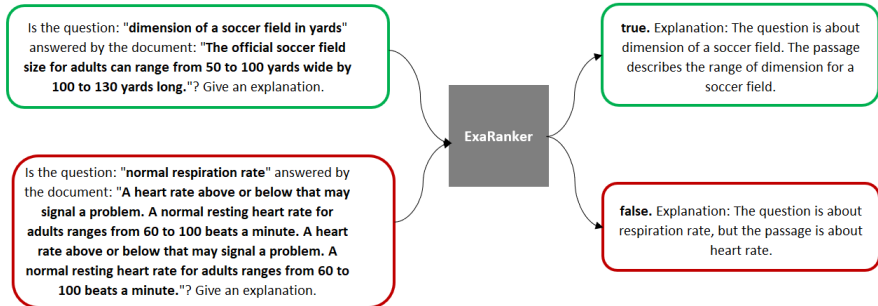 Is the question: "dimension of a soccer field in yards"
answered by the document: "The official soccer field
size for adults can range from 50 to 100 yards wide by
100 to 130 yards long."? Give an explanation.
true. Explanation: The question is about
dimension of a soccer field. The passage
describes the range of dimension for a
soccer field.
ExaRanker
Is the question: "normal respiration rate" answered by
the document: "A heart rate above or below that may
signal a problem. A normal resting heart rate for
adults ranges from 60 to 100 beats a minute. A heart
rate above or below that may signal a problem. A
normal resting heart rate for adults ranges from 60 to
100 beats a minute."? Give an explanation.
false. Explanation: The question is about
respiration rate, but the passage is about
heart rate.